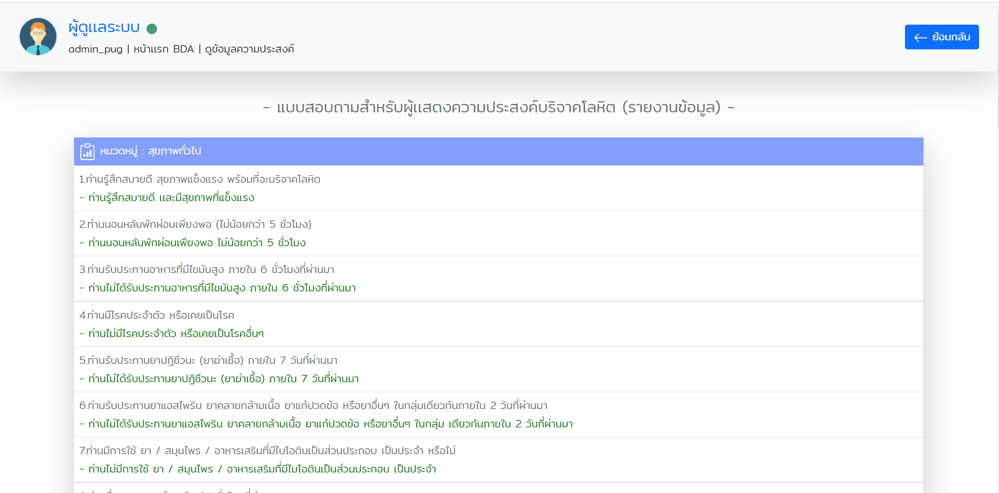 ผู้ดูแลระบบ
admin_pug | หน้าแรก BDA | ดูข้อมูลความประสงค์
ย้อนกลับ
- แบบสอบถามสำหรับผู้แสดงความประสงค์บริจาคโลหิต (รายงานข้อมูล) -
หมวดหมู่ : สุขภาพทั่วไป
1.ท่านรู้สึกสบายดี สุขภาพแข็งแรง พร้อมที่จะบริจาคโลหิต
- ท่านรู้สึกสบายดี และมีสุขภาพที่แข็งแรง
2.ท่านนอนหลับพักผ่อนเพียงพอ (ไม่น้อยกว่า 5 ชั่วโมง)
- ท่านนอนหลับพักผ่อนเพียงพอ ไม่น้อยกว่า 5 ชั่วโมง
3.ท่านรับประทานอาหารที่มีไขมันสูง ภายใน 6 ชั่วโมงที่ผ่านมา
- ท่านไม่ได้รับประทานอาหารที่มีไขมันสูง ภายใน 6 ชั่วโมงที่ผ่านมา
4.ท่านมีโรคประจำตัว หรือเคยเป็นโรค
- ท่านไม่มีโรคประจำตัว หรือเคยเป็นโรคอื่นๆ
5.ท่านรับประทานยาปฏิชีวนะ (ยาฆ่าเชื้อ) ภายใน 7 วันที่ผ่านมา
- ท่านไม่ได้รับประทานยาปฏิชีวนะ (ยาฆ่าเชื้อ) ภายใน 7 วันที่ผ่านมา
6.ท่านรับประทานยาแอสไพริน ยาคลายกล้ามเนื้อ ยาแก้ปวดข้อ หรือยาอื่นๆ ในกลุ่มเดียวกันภายใน 2 วันที่ผ่านมา
- ท่านไม่ได้รับประทานยาแอสไพริน ยาคลายกล้ามเนื้อ ยาแก้ปวดข้อ หรือยาอื่นๆ ในกลุ่ม เดียวกันภายใน 2 วันที่ผ่านมา
7.ท่านมีการใช้ ยา / สมุนไพร / อาหารเสริมที่มีไบโอตินเป็นส่วนประกอบ เป็นประจำ หรือไม่
- ท่านไม่มีการใช้ ยา / สมุนไพร / อาหารเสริมที่มีไบโอตินเป็นส่วนประกอบ เป็นประจำ